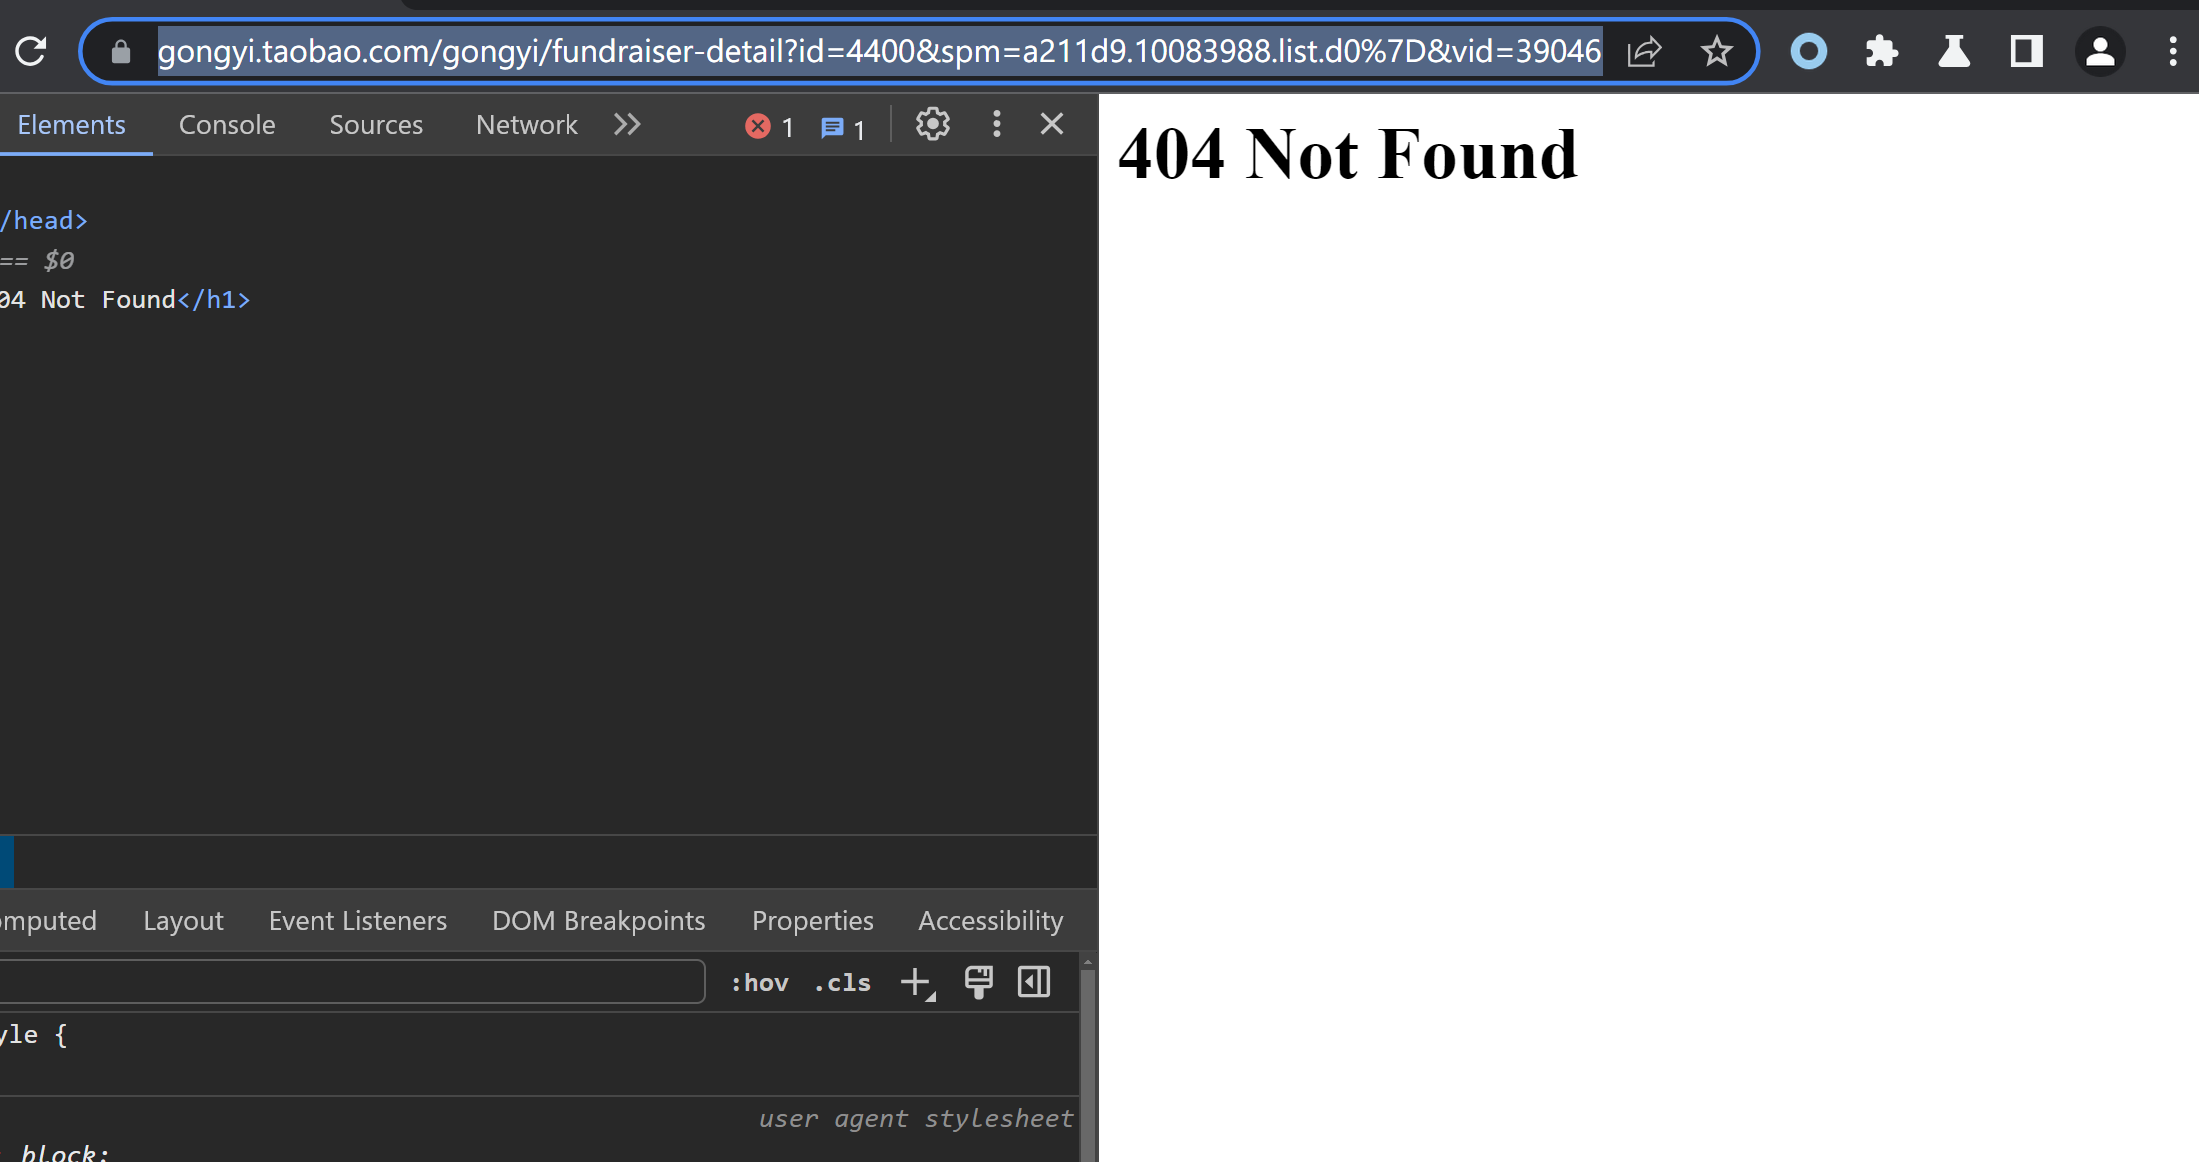 gongyi.taobao.com/gongyi/fundraiser-detail?id=4400&spm=a211d9.10083988.list.d0%7D&vid=39046
Elements Console Sources Network 1 1
/head>
== $0
04 Not Found</h1>
omputed Layout Event Listeners DOM Breakpoints Properties Accessibility
:hov .cls
yle {
user agent stylesheet
: block;
404 Not Found